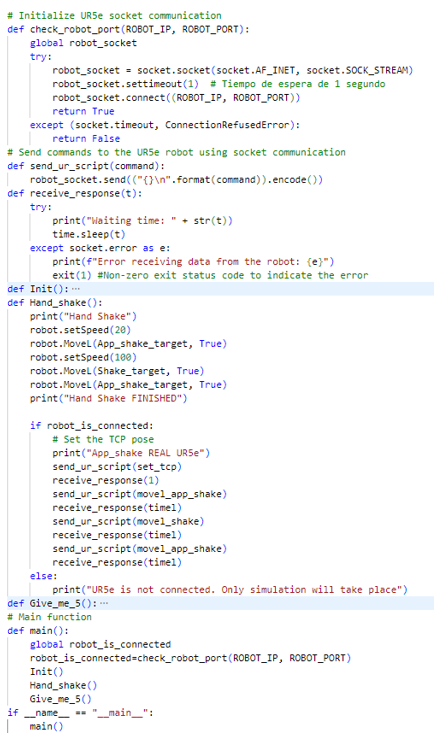 # Initialize UR5e socket communication
def check_robot_port(ROBOT_IP, ROBOT_PORT):
    global robot_socket
    try:
        robot_socket = socket.socket(socket.AF_INET, socket.SOCK_STREAM)
        robot_socket.settimeout(1)  # Tiempo de espera de 1 segundo
        robot_socket.connect((ROBOT_IP, ROBOT_PORT))
        return True
    except (socket.timeout, ConnectionRefusedError):
        return False
# Send commands to the UR5e robot using socket communication
def send_ur_script(command):
    robot_socket.send(("{}\n".format(command)).encode())
def receive_response(t):
    try:
        print("Waiting time: " + str(t))
        time.sleep(t)
    except socket.error as e:
        print(f"Error receiving data from the robot: {e}")
        exit(1) #Non-zero exit status code to indicate the error
def Init():···
def Hand_shake():
    print("Hand Shake")
    robot.setSpeed(20)
    robot.MoveL(App_shake_target, True)
    robot.setSpeed(100)
    robot.MoveL(Shake_target, True)
    robot.MoveL(App_shake_target, True)
    print("Hand Shake FINISHED")
    if robot_is_connected:
        # Set the TCP pose
        print("App_shake REAL UR5e")
        send_ur_script(set_tcp)
        receive_response(1)
        send_ur_script(movel_app_shake)
        receive_response(timel)
        send_ur_script(movel_shake)
        receive_response(timel)
        send_ur_script(movel_app_shake)
        receive_response(timel)
    else:
        print("UR5e is not connected. Only simulation will take place")
def Give_me_5():···
# Main function
def main():
    global robot_is_connected
    robot_is_connected=check_robot_port(ROBOT_IP, ROBOT_PORT)
    Init()
    Hand_shake()
    Give_me_5()
if __name__ == "__main__":
    main()